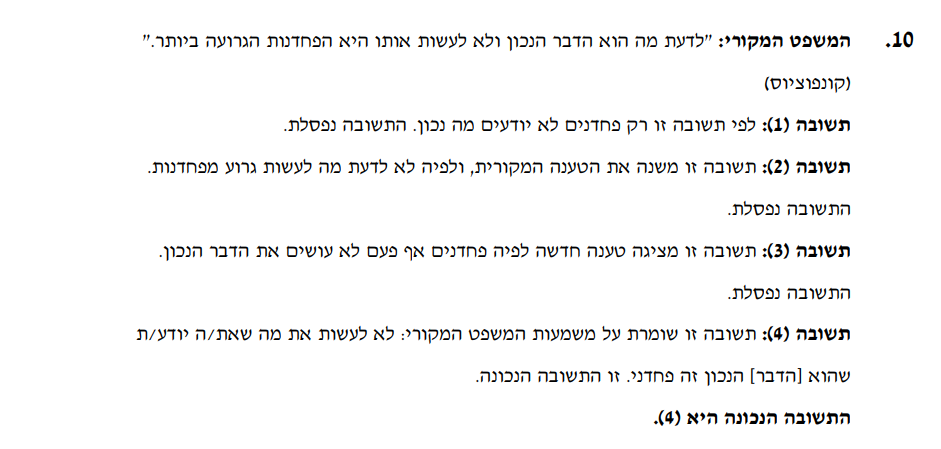 10. המשפט המקורי: "לדעת מה הוא הדבר הנכון ולא לעשות אותו היא הפחדנות הגרועה ביותר."
(קונפוציוס)
תשובה (1): לפי תשובה זו רק פחדנים לא יודעים מה נכון. התשובה נפסלת.
תשובה (2): תשובה זו משנה את הטענה המקורית, ולפיה לא לדעת מה לעשות גרוע מפחדנות.
התשובה נפסלת.
תשובה (3): תשובה זו מציגה טענה חדשה לפיה פחדנים אף פעם לא עושים את הדבר הנכון.
התשובה נפסלת.
תשובה (4): תשובה זו שומרת על משמעות המשפט המקורי: לא לעשות את מה שאת/ה יודע/ת
שהוא [הדבר] הנכון זה פחדני. זו התשובה הנכונה.
התשובה הנכונה היא (4).